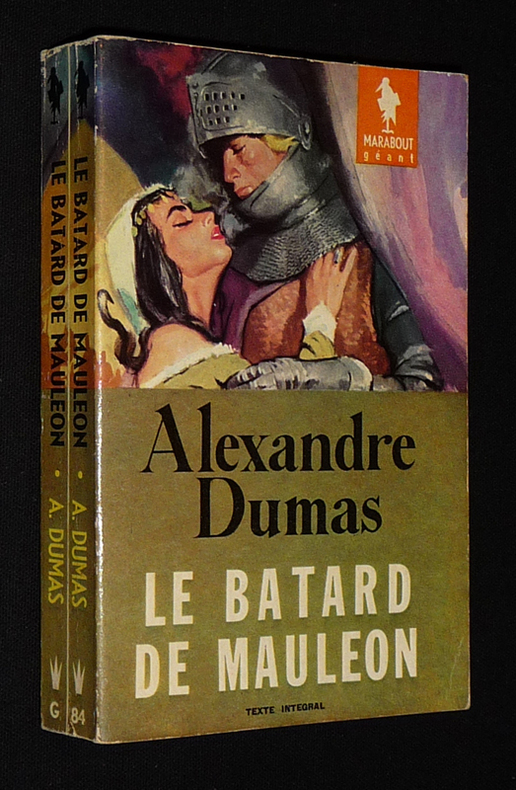 MARABOUT
géant
Alexandre
Dumas
LE BATARD
DE MAULEON
TEXTE INTEGRAL
LE BATARD DE MAULEON • A. DUMAS
G
LE BATARD DE MAULEON • A. DUMAS
84